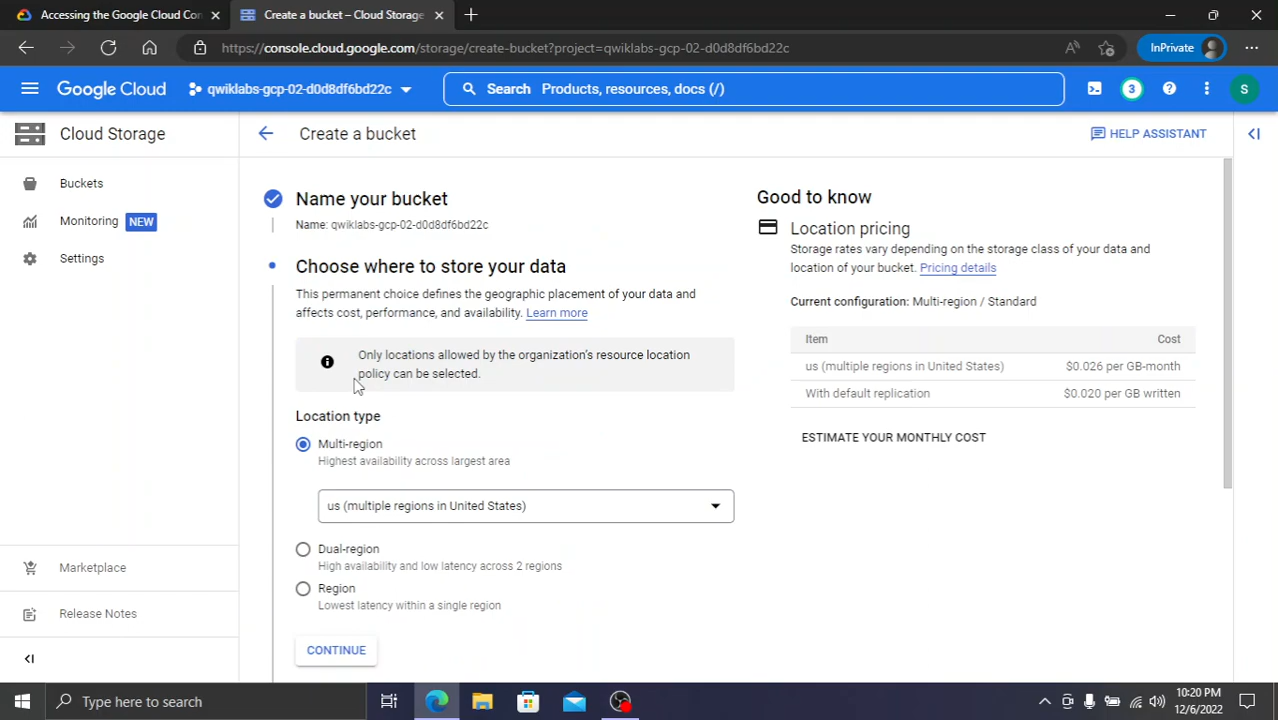 Accessing the Google Cloud Con
Create a bucket – Cloud Storage
https://console.cloud.google.com/storage/create-bucket?project=qwiklabs-gcp-02-d0d8df6bd22c
InPrivate
Google Cloud
qwiklabs-gcp-02-d0d8df6bd22c
Search Products, resources, docs (/)
3
S
Cloud Storage
Create a bucket
HELP ASSISTANT
Buckets
Monitoring NEW
Settings
Marketplace
Release Notes
Name your bucket
Name: qwiklabs-gcp-02-d0d8df6bd22c
Choose where to store your data
This permanent choice defines the geographic placement of your data and
affects cost, performance, and availability. Learn more
Only locations allowed by the organization's resource location
policy can be selected.
Location type
Multi-region
Highest availability across largest area
us (multiple regions in United States)
Dual-region
High availability and low latency across 2 regions
Region
Lowest latency within a single region
CONTINUE
Good to know
Location pricing
Storage rates vary depending on the storage class of your data and
location of your bucket. Pricing details
Current configuration: Multi-region / Standard
Item Cost
us (multiple regions in United States) $0.026 per GB-month
With default replication $0.020 per GB written
ESTIMATE YOUR MONTHLY COST
Type here to search
10:20 PM
12/6/2022